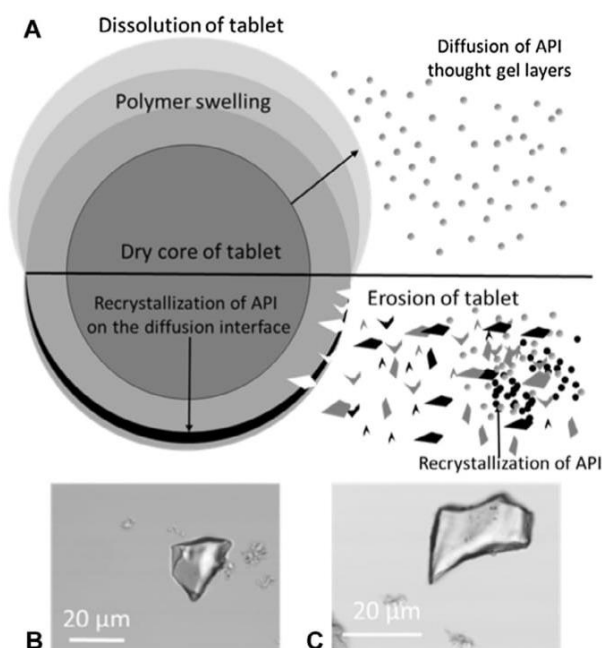 A
Dissolution of tablet
Diffusion of API
thought gel layers
Polymer swelling
Dry core of tablet
Recrystallization of API
on the diffusion interface
Erosion of tablet
Recrystallization of API
20 μm
B
20 μm
C